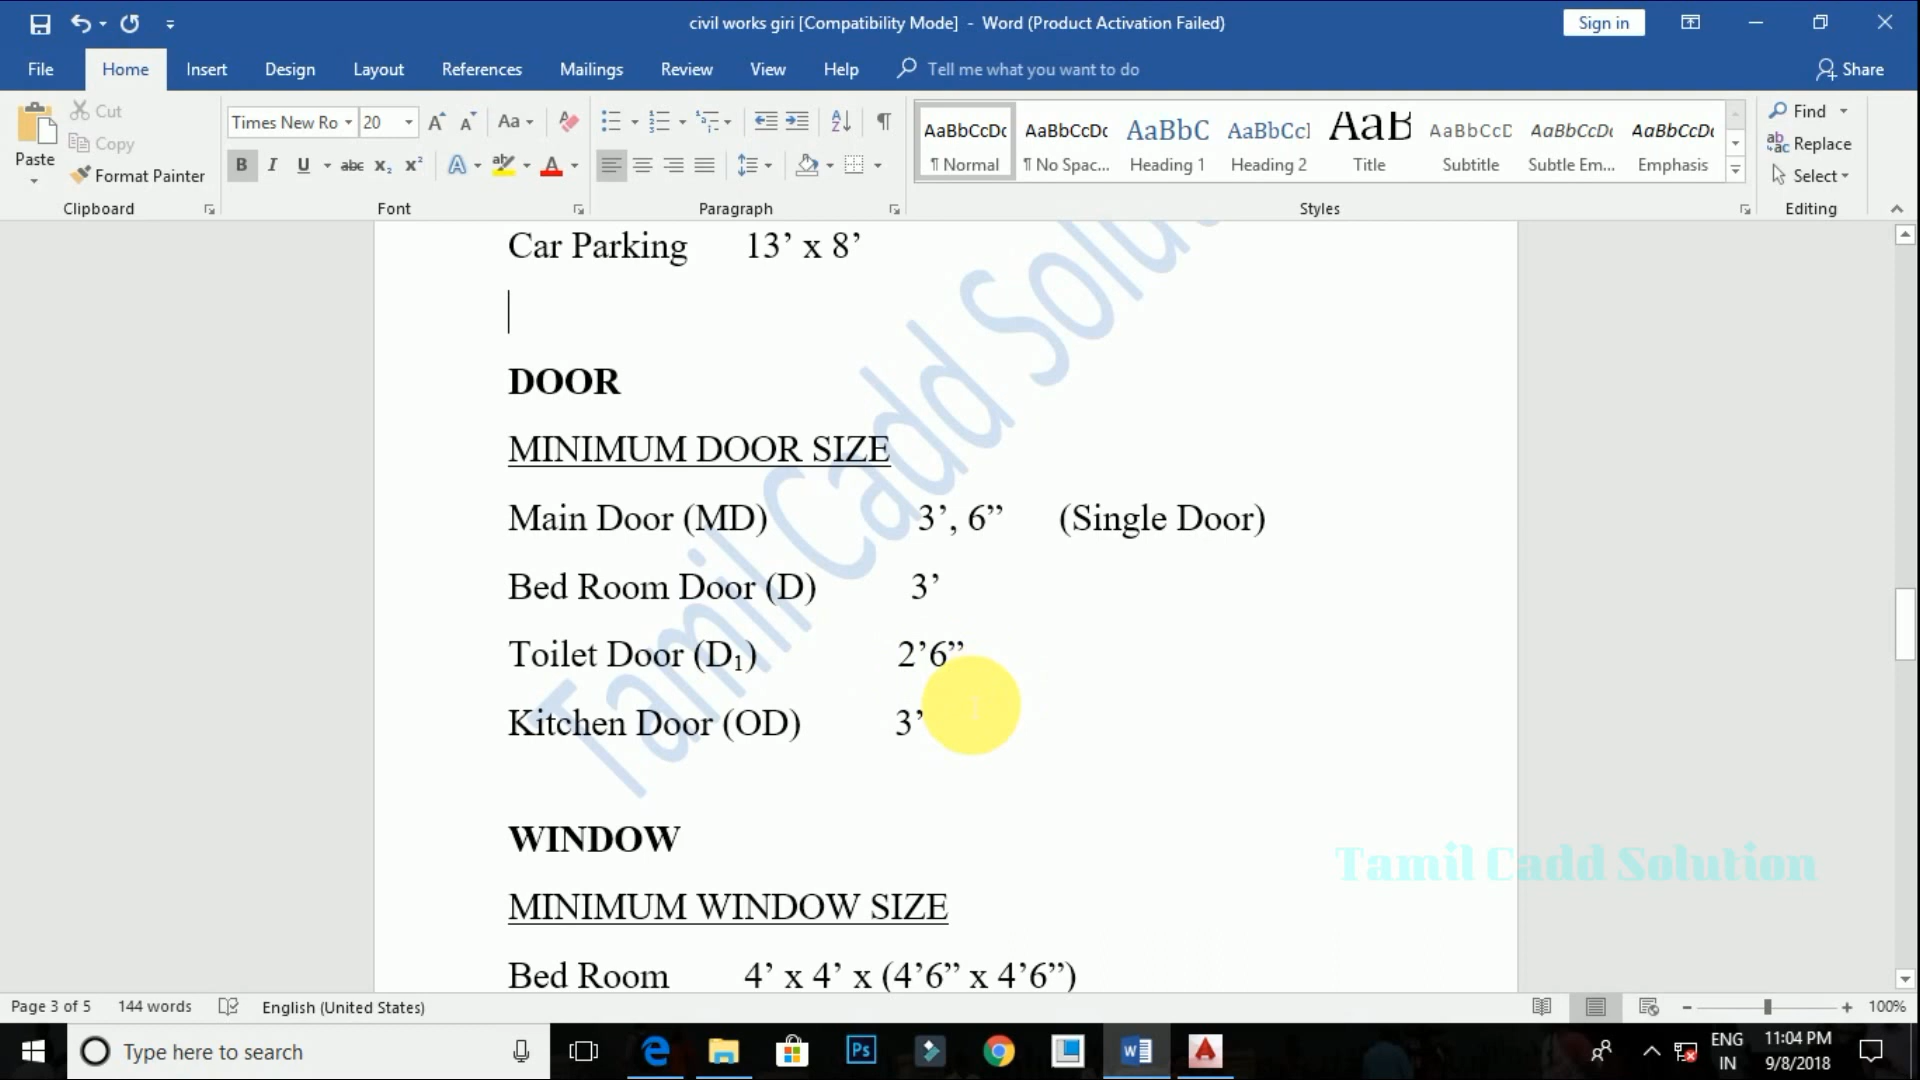 civil works giri [Compatibility Mode] - Word (Product Activation Failed)
Sign in
File Home Insert Design Layout References Mailings Review View Help Tell me what you want to do Share
Paste
Cut
Copy
Format Painter
Clipboard
Times New Ro 20
Font
Paragraph
AaBbCcDc AaBbCcDc AaBbC AaBbCcl AaB AaBbCcD AaBbCcDc AaBbCcDc
¶ Normal ¶ No Spac... Heading 1 Heading 2 Title Subtitle Subtle Em... Emphasis
Styles
Find
Replace
Select
Editing
Car Parking 13’ x 8’
DOOR
MINIMUM DOOR SIZE
Main Door (MD) 3’, 6” (Single Door)
Bed Room Door (D) 3’
Toilet Door (D₁) 2’6”
Kitchen Door (OD) 3’
WINDOW
MINIMUM WINDOW SIZE
Bed Room 4’ x 4’ x (4’6” x 4’6”)
Tamil Cadd Solut
Tamil Cadd Solution
Page 3 of 5 144 words English (United States) 100%
Type here to search
ENG
IN
11:04 PM
9/8/2018